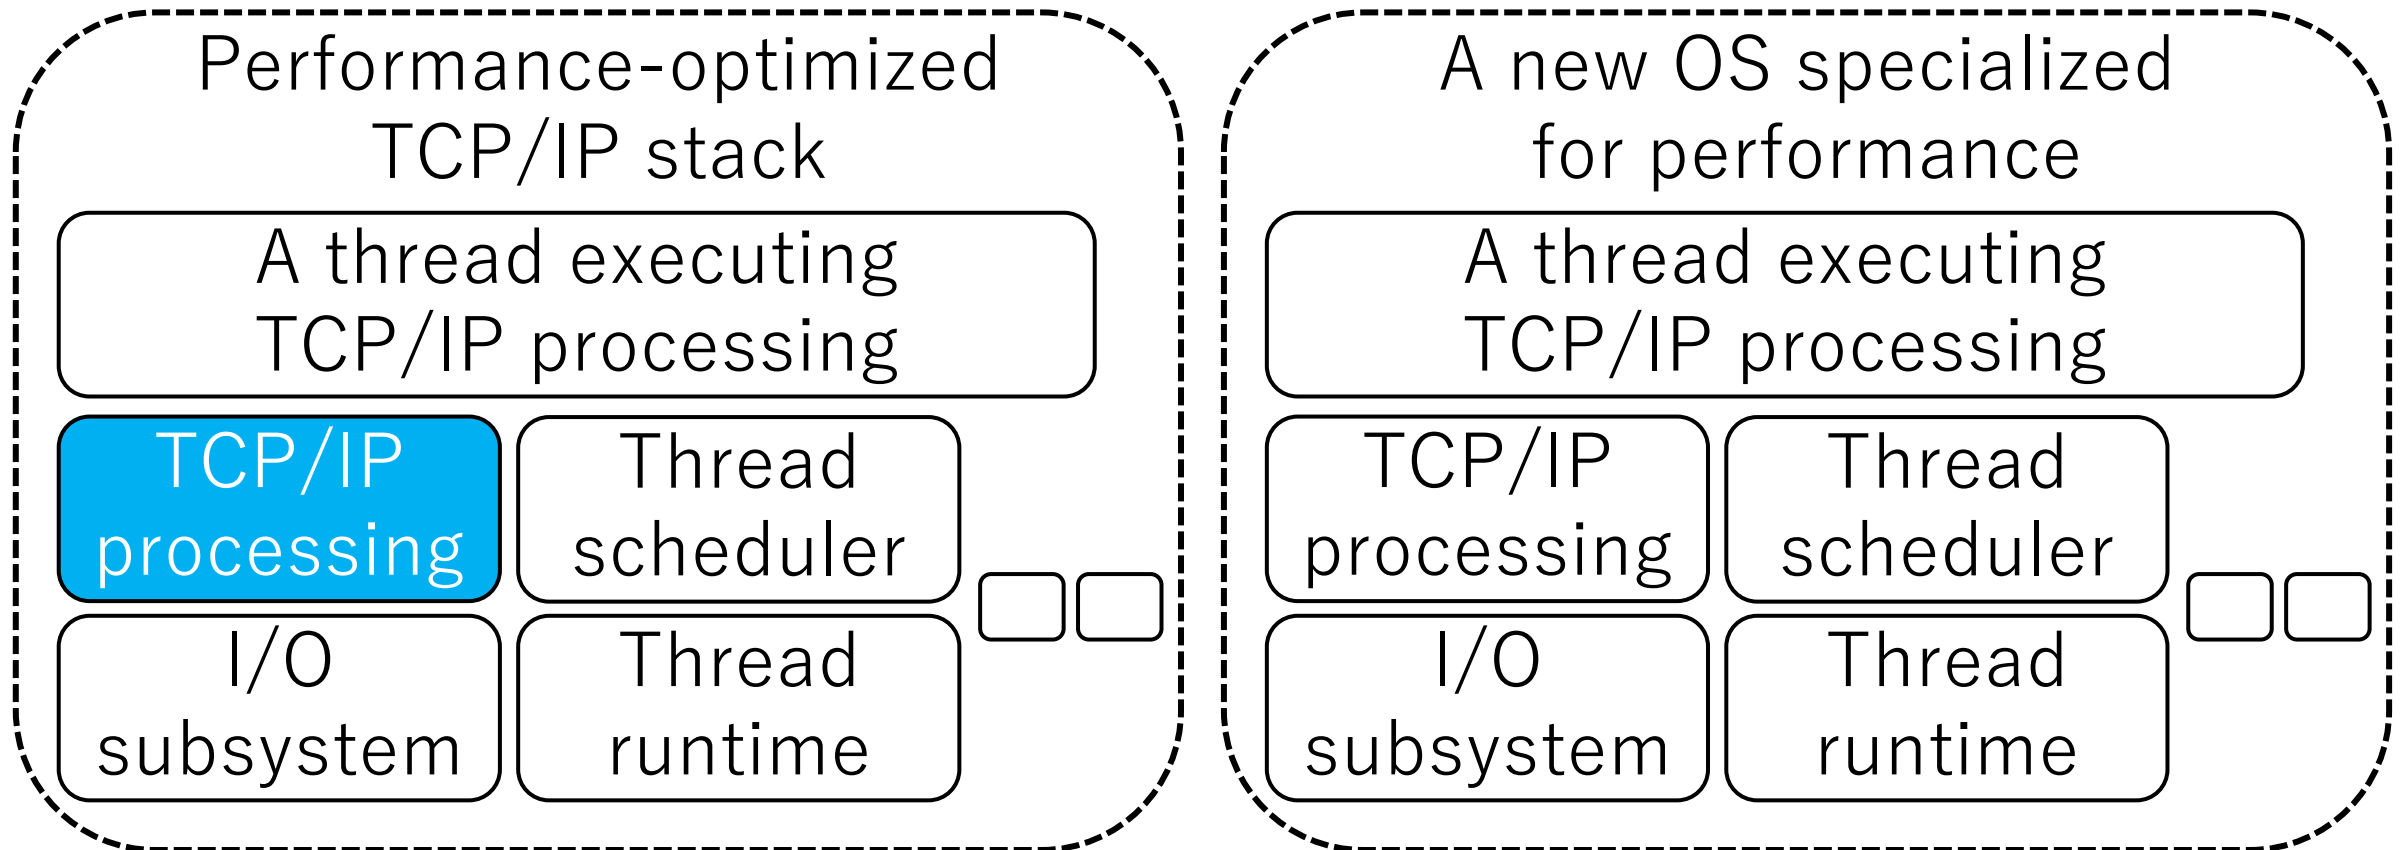 Performance-optimized
TCP/IP stack
A thread executing
TCP/IP processing
TCP/IP
processing
Thread
scheduler
I/O
subsystem
Thread
runtime
A new OS specialized
for performance
A thread executing
TCP/IP processing
TCP/IP
processing
Thread
scheduler
I/O
subsystem
Thread
runtime